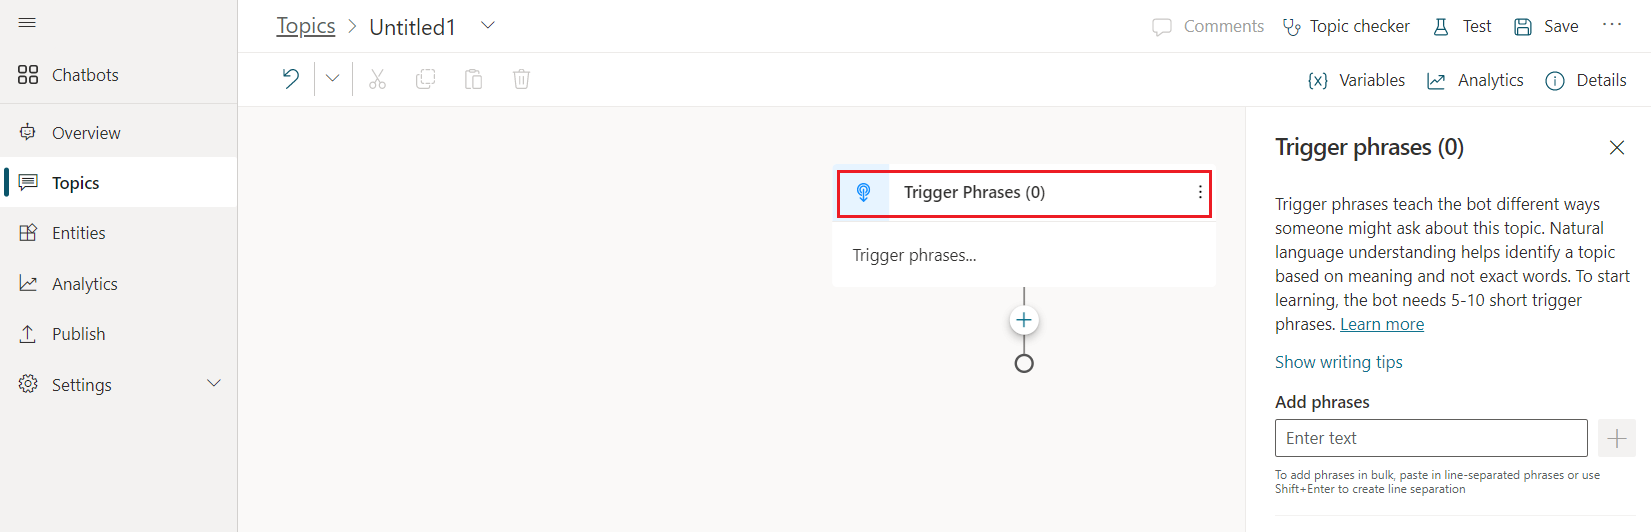 Topics > Untitled1
Comments
Topic checker
Test
Save
Chatbots
Overview
Topics
Entities
Analytics
Publish
Settings
{x} Variables
Analytics
Details
Trigger Phrases (0)
Trigger phrases...
Trigger phrases (0)
Trigger phrases teach the bot different ways
someone might ask about this topic. Natural
language understanding helps identify a topic
based on meaning and not exact words. To start
learning, the bot needs 5-10 short trigger
phrases. Learn more
Show writing tips
Add phrases
Enter text
To add phrases in bulk, paste in line-separated phrases or use
Shift+Enter to create line separation